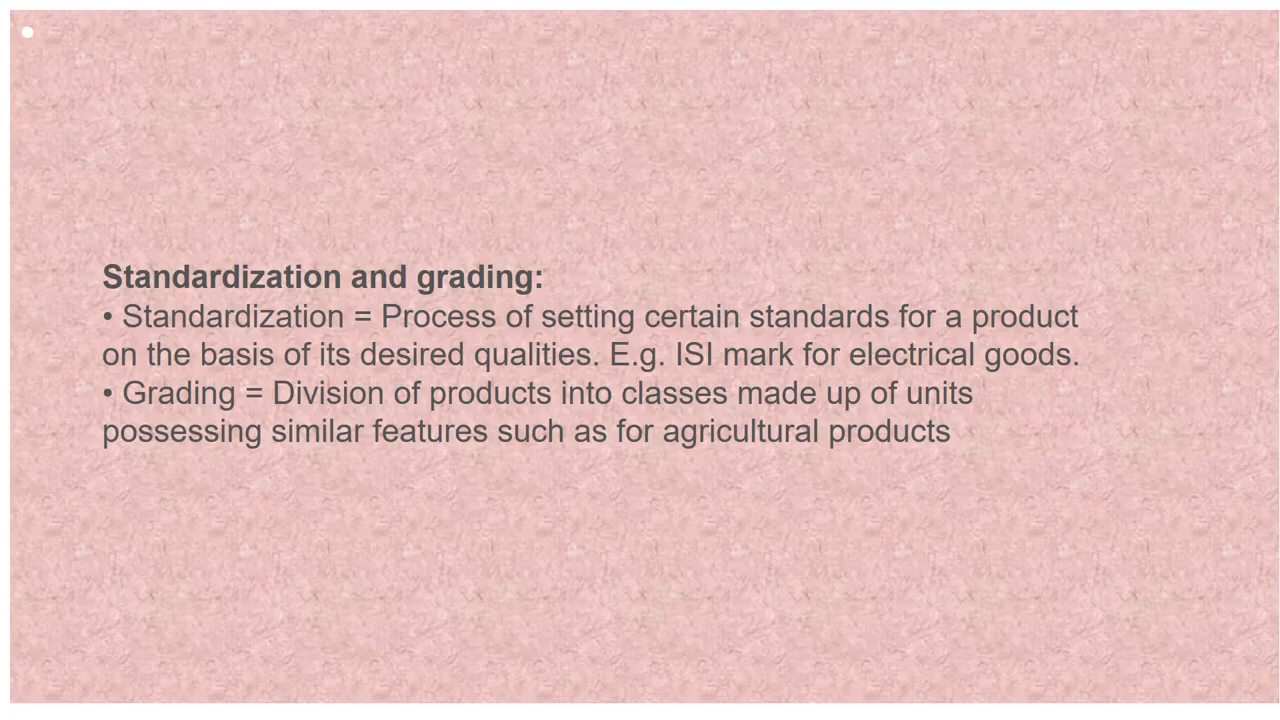 Standardization and grading:
• Standardization = Process of setting certain standards for a product
on the basis of its desired qualities. E.g. ISI mark for electrical goods.
• Grading = Division of products into classes made up of units
possessing similar features such as for agricultural products